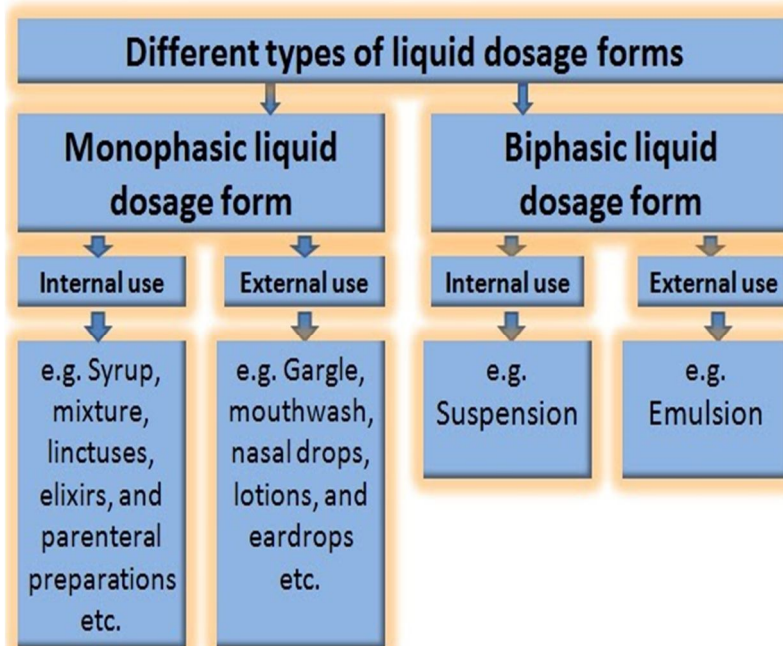 Different types of liquid dosage forms
Monophasic liquid
dosage form
Biphasic liquid
dosage form
Internal use
External use
Internal use
External use
e.g. Syrup,
mixture,
linctuses,
elixirs, and
parenteral
preparations
etc.
e.g. Gargle,
mouthwash,
nasal drops,
lotions, and
eardrops
etc.
e.g.
Suspension
e.g.
Emulsion